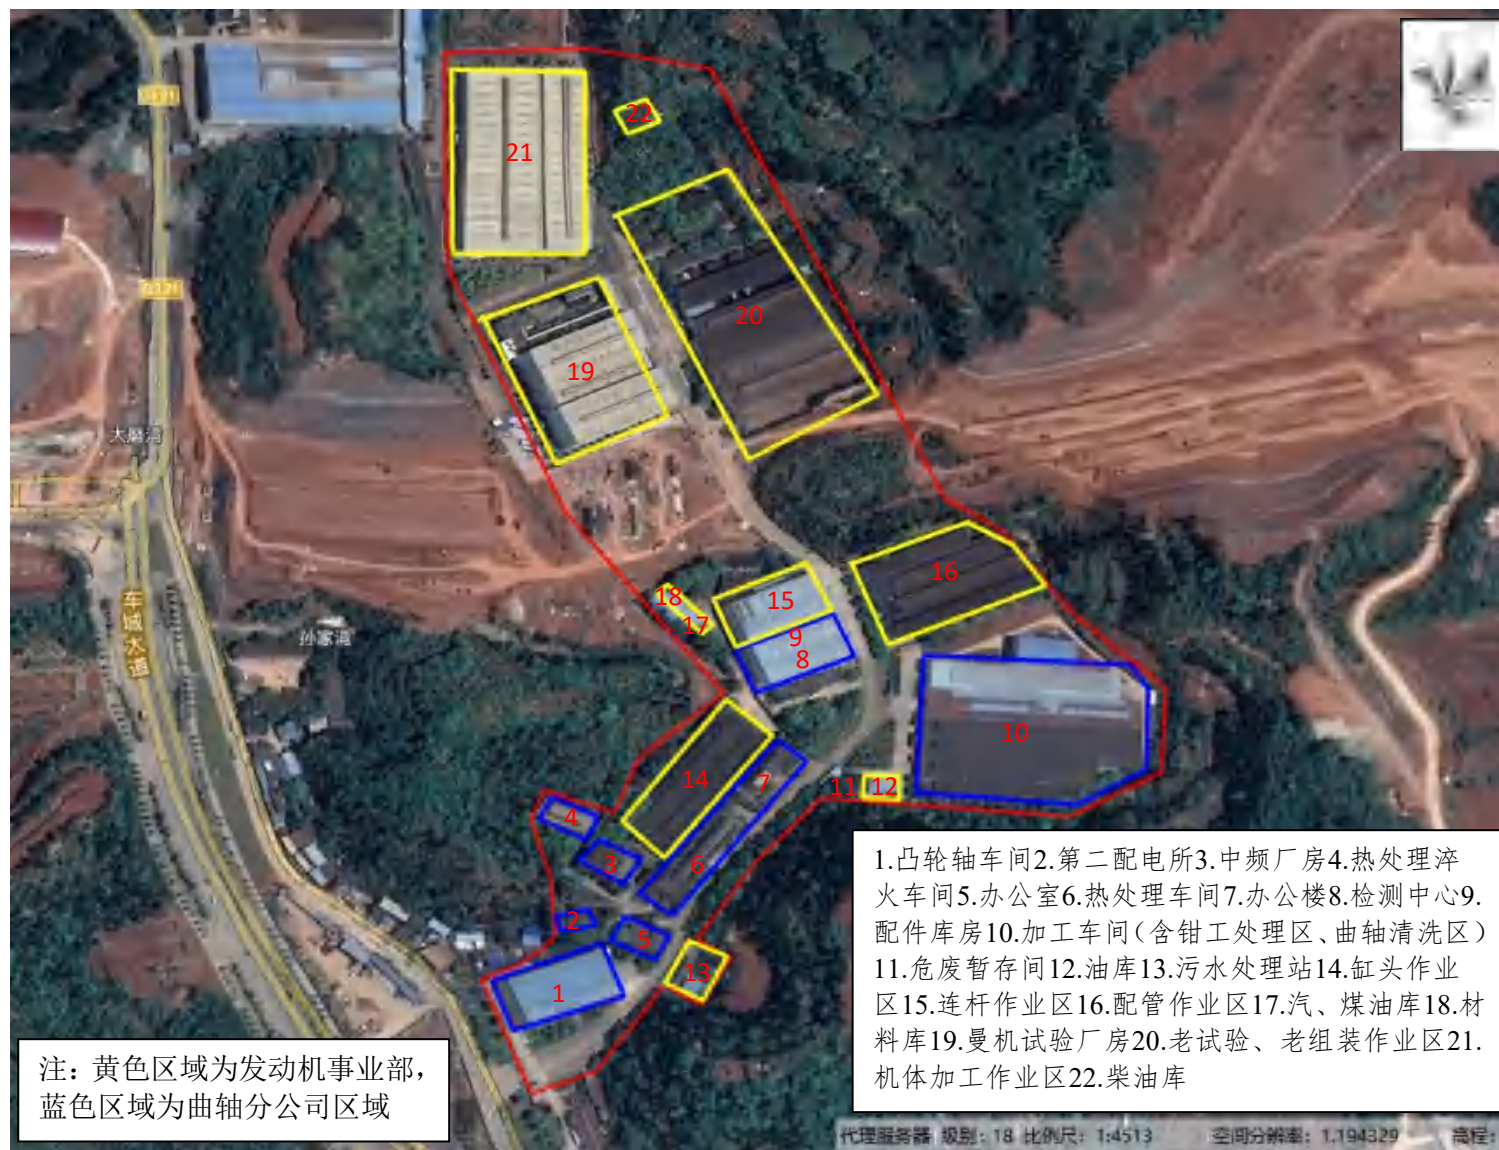 21
22
20
19
大磨湾
16
18
15
17
9
8
车城大道
孙家湾
10
14
7
11
12
4
3
6
2
5
13
1
1.凸轮轴车间2.第二配电所3.中频厂房4.热处理淬
火车间5.办公室6.热处理车间7.办公楼8.检测中心9.
配件库房10.加工车间（含钳工处理区、曲轴清洗区）
11.危废暂存间12.油库13.污水处理站14.缸头作业
区15.连杆作业区16.配管作业区17.汽、煤油库18.材
料库19.曼机试验厂房20.老试验、老组装作业区21.
机体加工作业区22.柴油库
注：黄色区域为发动机事业部，
蓝色区域为曲轴分公司区域
代理服务器 级别：18 比例尺：1:4513 空间分辨率：1.194329 高程：